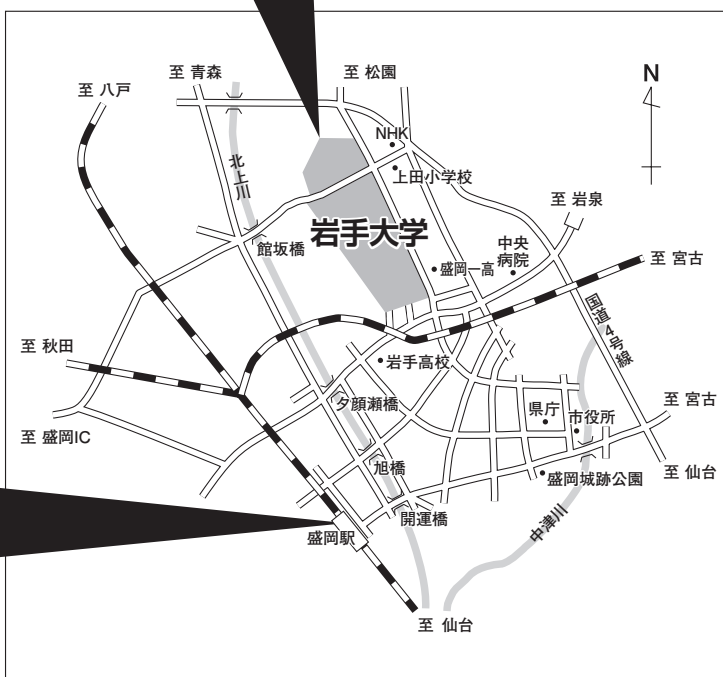 至 青森
至 松園
至 八戸
N
NHK
北上川
上田小学校
至 岩泉
岩手大学
中央
病院
館坂橋
盛岡一高
至 宮古
国道4号線
至 秋田
岩手高校
夕顔瀬橋
県庁
市役所
至 宮古
至 盛岡IC
旭橋
至 仙台
盛岡城跡公園
開運橋
盛岡駅
中津川
至 仙台